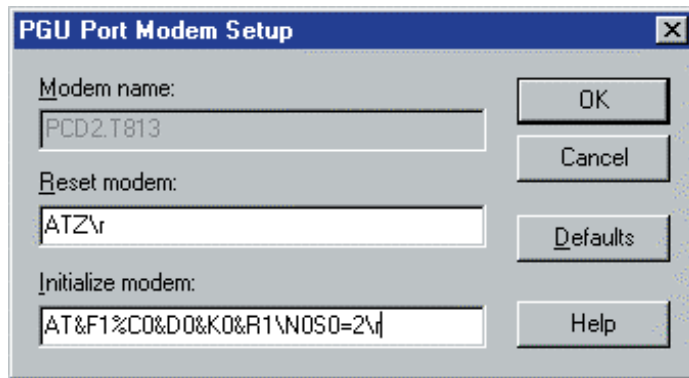 PGU Port Modem Setup
Modem name:
PCD2.T813
OK
Cancel
Reset modem:
ATZ\r
Defaults
Initialize modem:
AT&F1%C0&D0&K0&R1\N0S0=2\r
Help